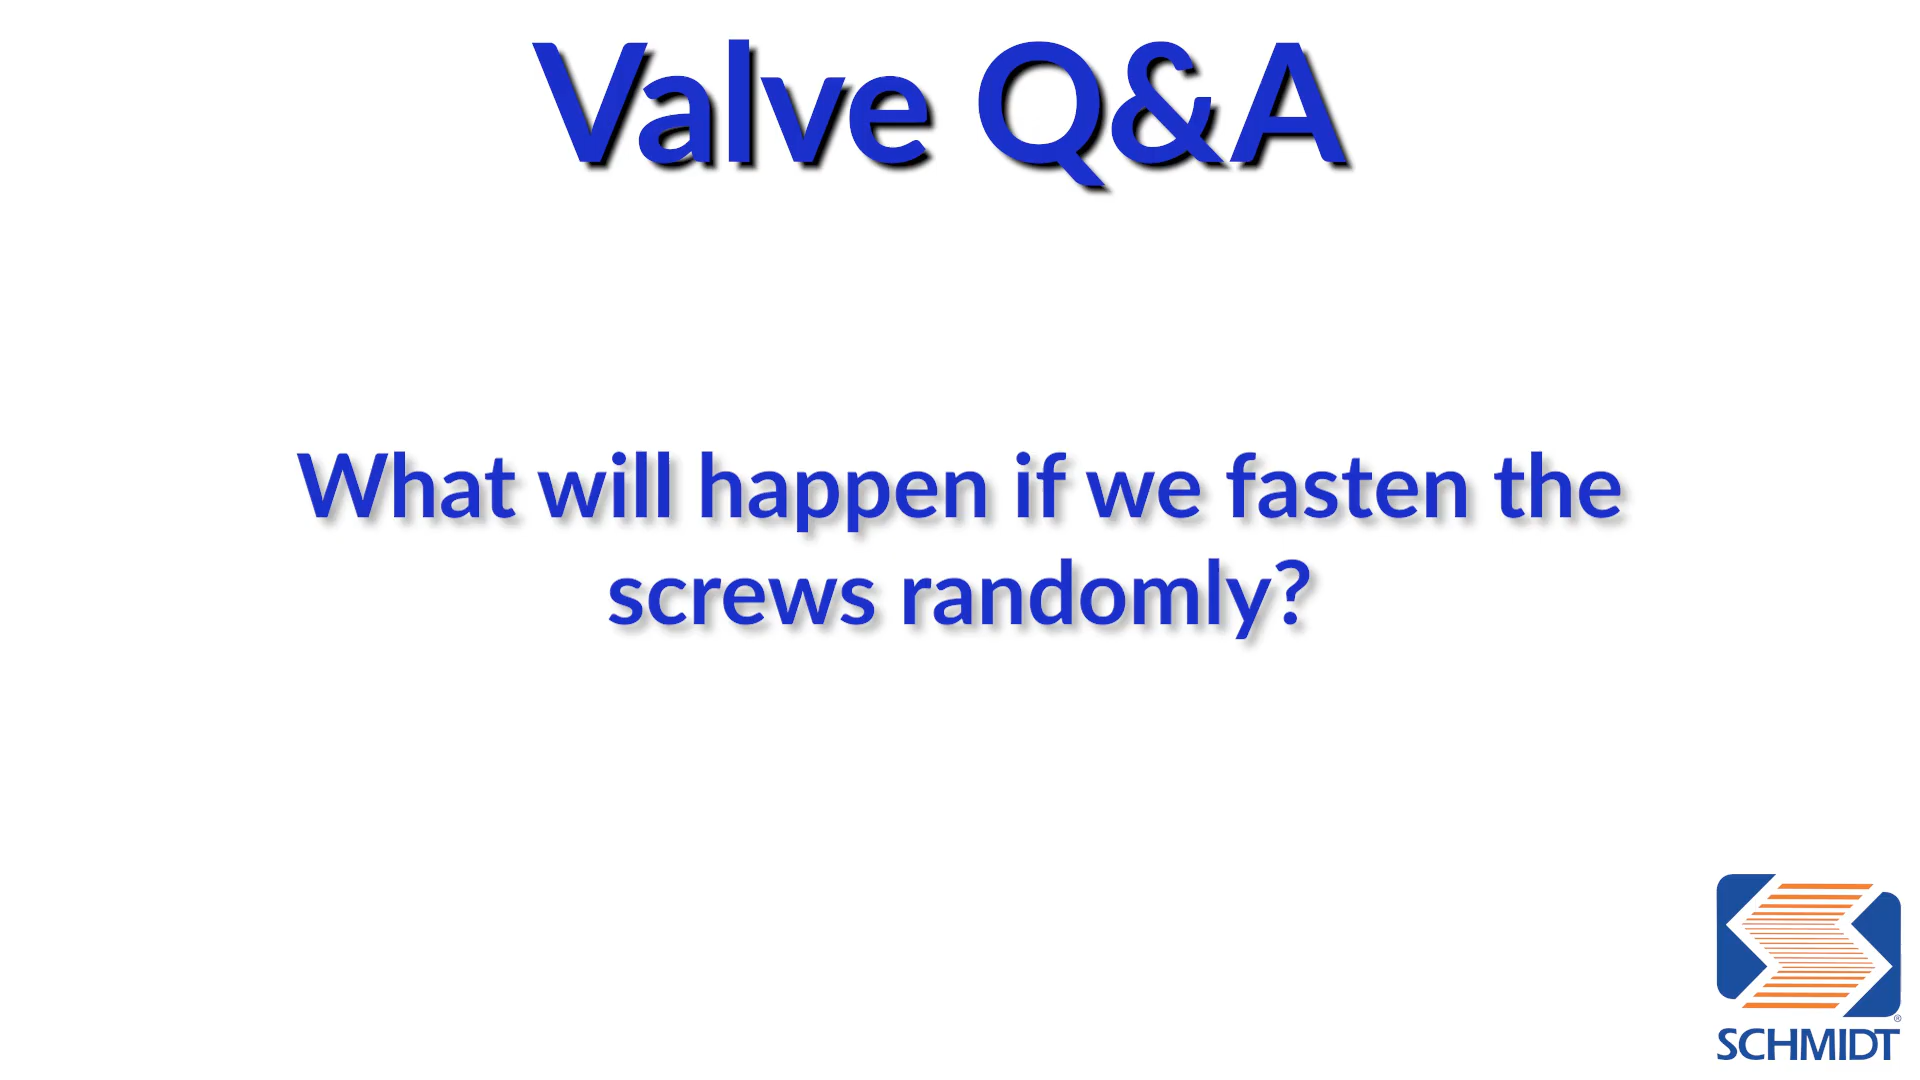 Valve Q&A
What will happen if we fasten the
screws randomly?
®
SCHMIDT